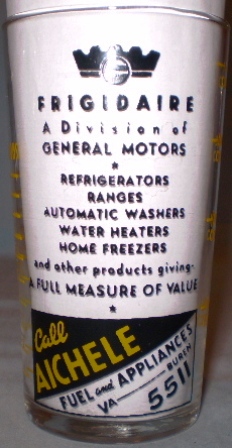 FRIGIDAIRE
A Division of
GENERAL MOTORS
*
REFRIGERATORS
RANGES
AUTOMATIC WASHERS
WATER HEATERS
HOME FREEZERS
and other products giving-
A FULL MEASURE OF VALUE
*
Call
AICHELE
FUEL and APPLIANCES
BUREN
VA 5511